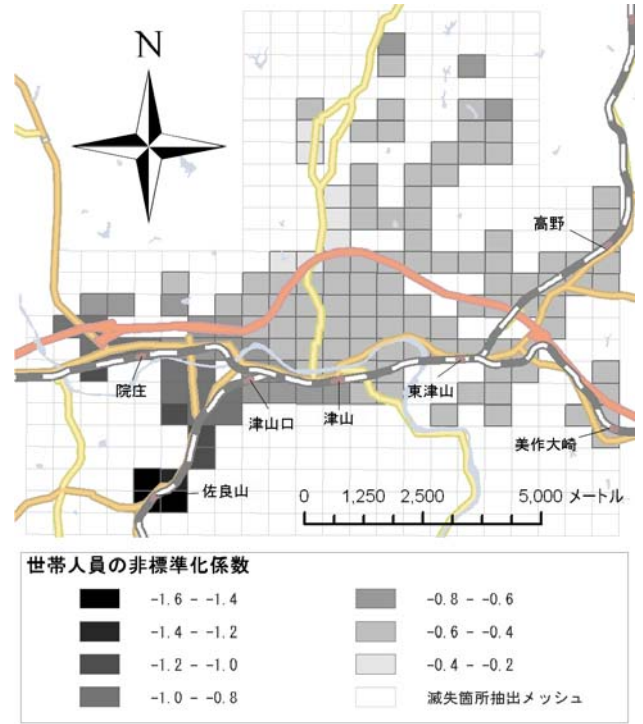 N
高野
院庄
津山口
津山
東津山
美作大崎
佐良山
0 1,250 2,500 5,000 メートル
世帯人員の非標準化係数
-1.6 - -1.4
-1.4 - -1.2
-1.2 - -1.0
-1.0 - -0.8
-0.8 - -0.6
-0.6 - -0.4
-0.4 - -0.2
滅失箇所抽出メッシュ